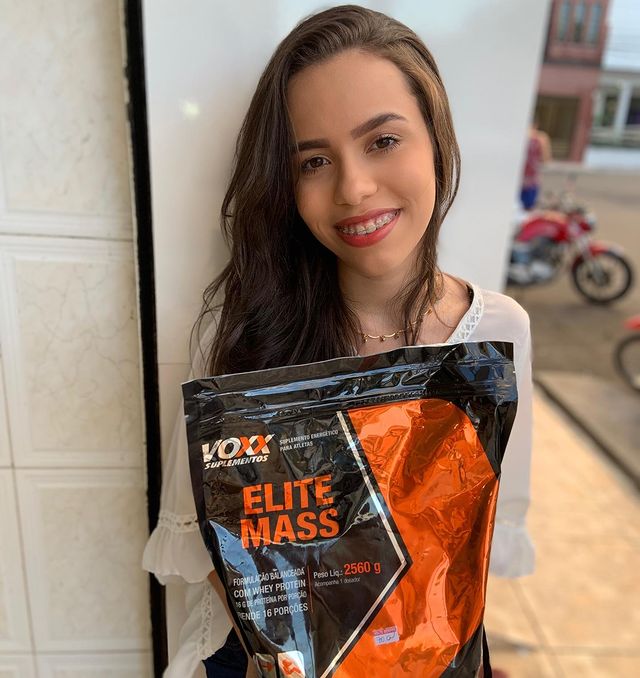 VOXX
SUPLEMENTOS
SUPLEMENTO ENERGÉTICO
PARA ATLETAS
ELITE
MASS
FORMULAÇÃO BALANCEADA
COM WHEY PROTEIN
16 G DE PROTEÍNA POR PORÇÃO
RENDE 16 PORÇÕES
Peso Líq.: 2560 g
Acompanha 1 dosador